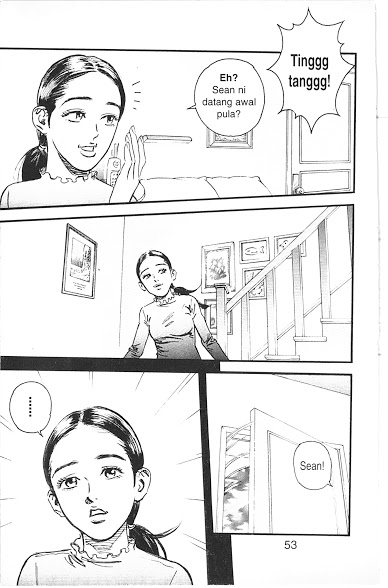 Tinggg
tanggg!
Eh?
Sean ni
datang awal
pula?
........
Sean!
53